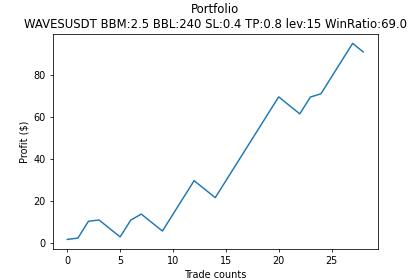 Portfolio
WAVESUSDT BBM:2.5 BBL:240 SL:0.4 TP:0.8 lev:15 WinRatio:69.0
80
60
40
20
0
Profit ($)
0 5 10 15 20 25
Trade counts